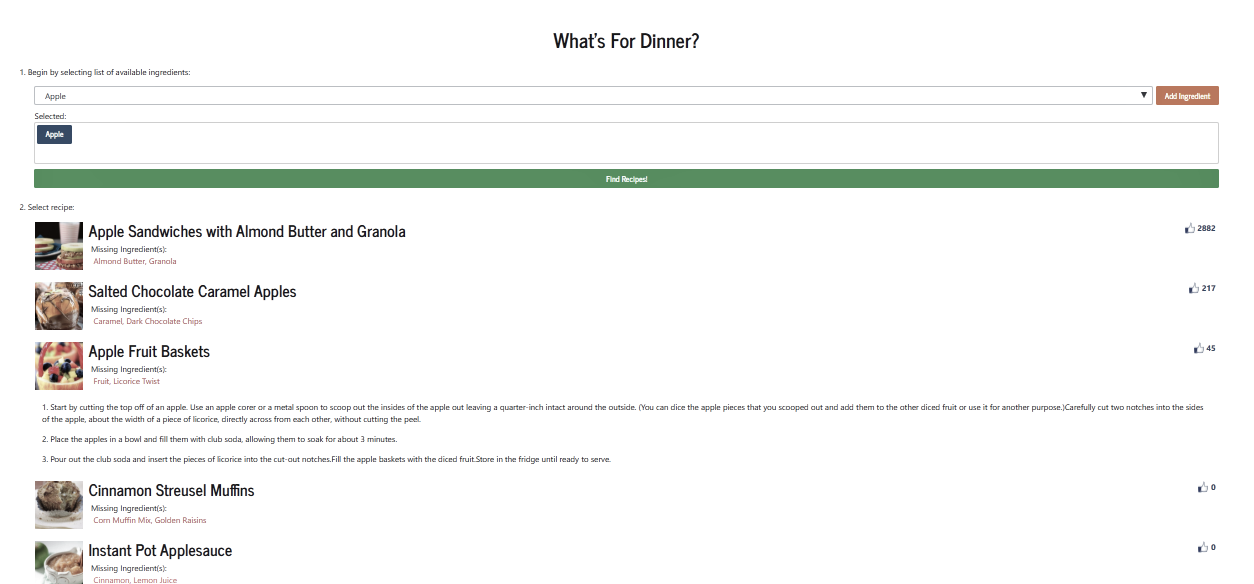 What's For Dinner?
1. Begin by selecting list of available ingredients:
Apple
Add Ingredient
Selected:
Apple
Find Recipes!
2. Select recipe:
Apple Sandwiches with Almond Butter and Granola
2882
Missing Ingredient(s):
Almond Butter, Granola
Salted Chocolate Caramel Apples
217
Missing Ingredient(s):
Caramel, Dark Chocolate Chips
Apple Fruit Baskets
45
Missing Ingredient(s):
Fruit, Licorice Twist
1. Start by cutting the top off of an apple. Use an apple corer or a metal spoon to scoop out the insides of the apple out leaving a quarter-inch intact around the outside. (You can dice the apple pieces that you scooped out and add them to the other diced fruit or use it for another purpose.)Carefully cut two notches into the sides
of the apple, about the width of a piece of licorice, directly across from each other, without cutting the peel.
2. Place the apples in a bowl and fill them with club soda, allowing them to soak for about 3 minutes.
3. Pour out the club soda and insert the pieces of licorice into the cut-out notches.Fill the apple baskets with the diced fruit.Store in the fridge until ready to serve.
Cinnamon Streusel Muffins
0
Missing Ingredient(s):
Corn Muffin Mix, Golden Raisins
Instant Pot Applesauce
0
Missing Ingredient(s):
Cinnamon, Lemon Juice